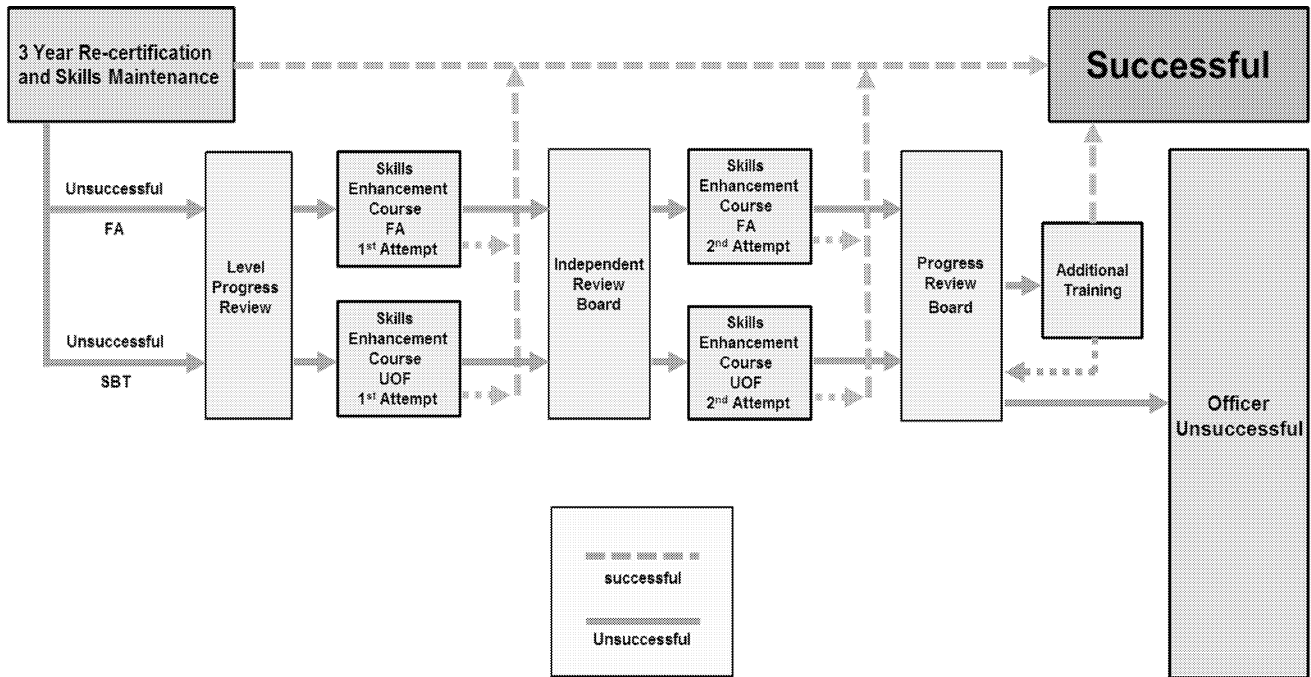 3 Year Re-certification
and Skills Maintenance
Successful
Unsuccessful
FA
Unsuccessful
SBT
Level
Progress
Review
Skills
Enhancement
Course
FA
1st Attempt
Skills
Enhancement
Course
UOF
1st Attempt
Independent
Review
Board
Skills
Enhancement
Course
FA
2nd Attempt
Skills
Enhancement
Course
UOF
2nd Attempt
Progress
Review
Board
Additional
Training
Officer
Unsuccessful
successful
Unsuccessful